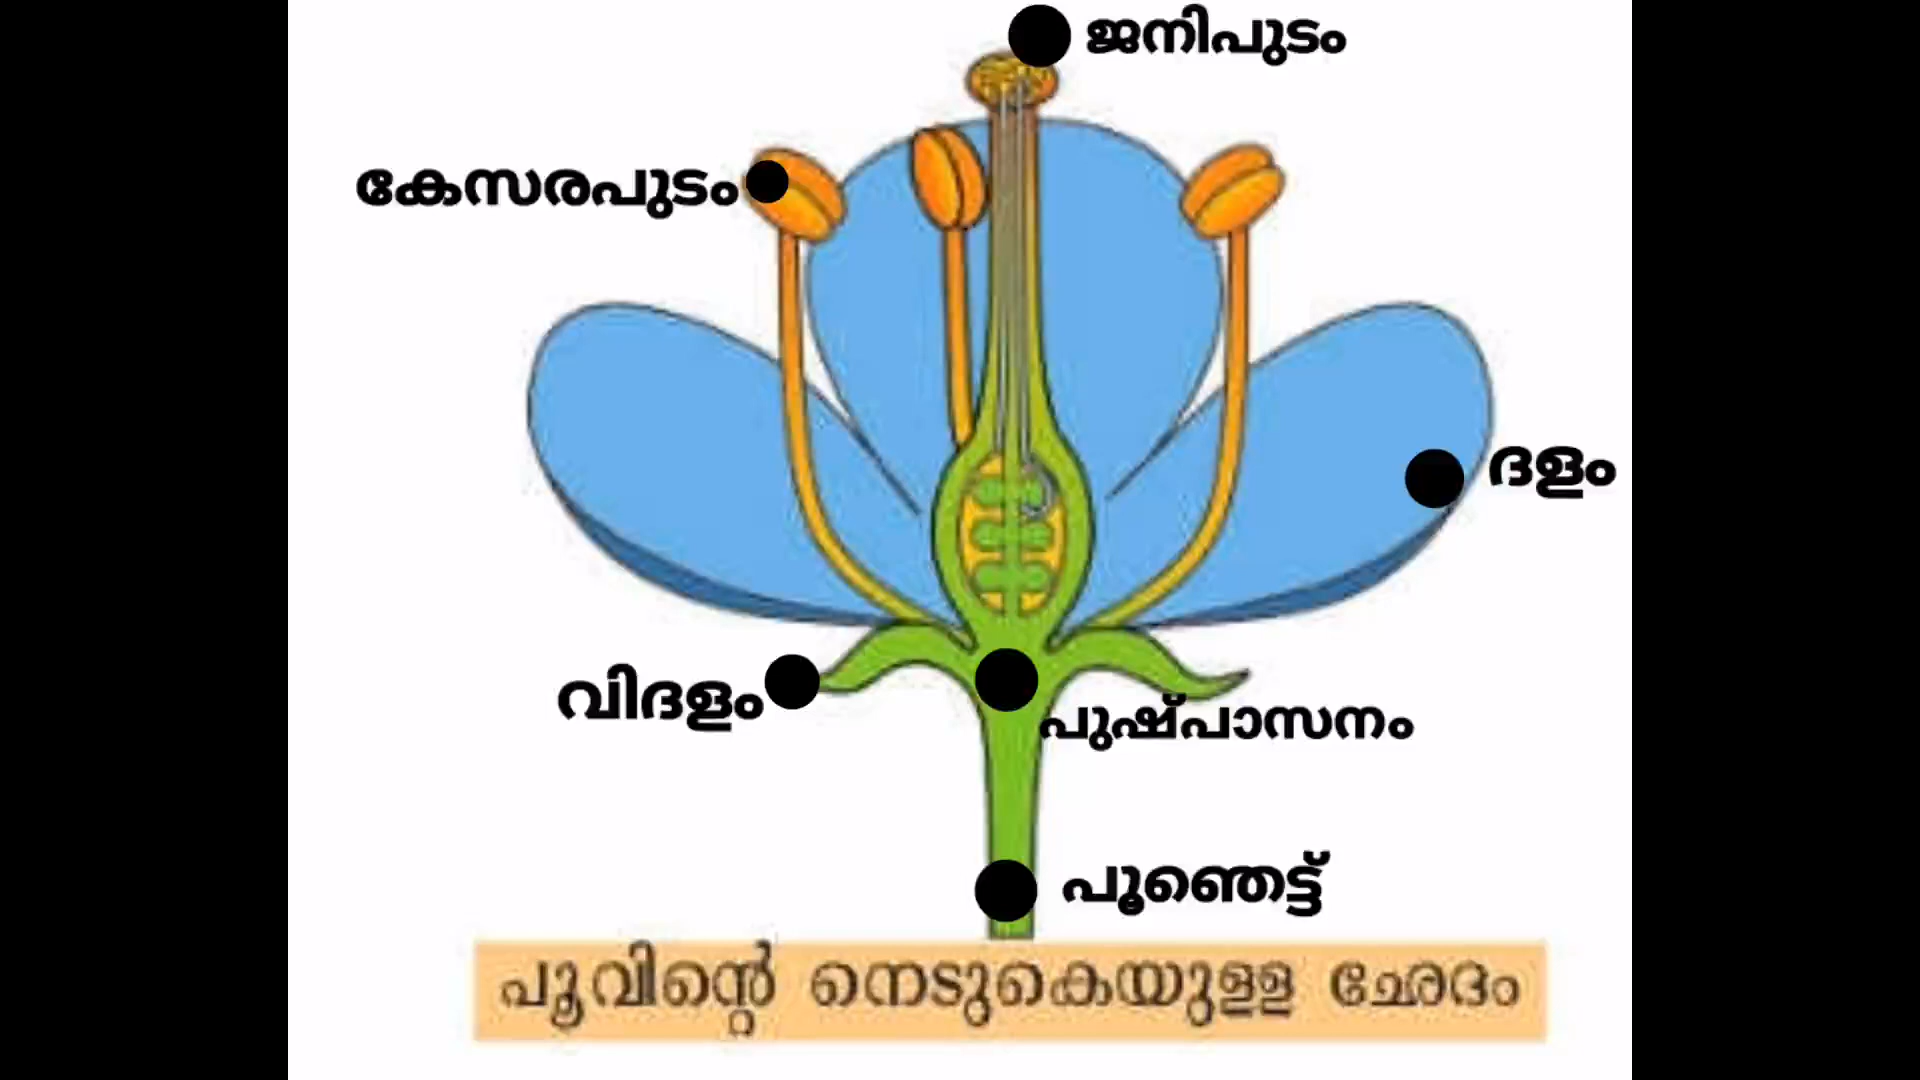 ജനിപുടം
കേസരപുടം
ദളം
വിദളം
പുഷ്പാസനം
പൂഞെട്ട്
പൂവിന്റെ നെടുകെയുള്ള ഛേദം